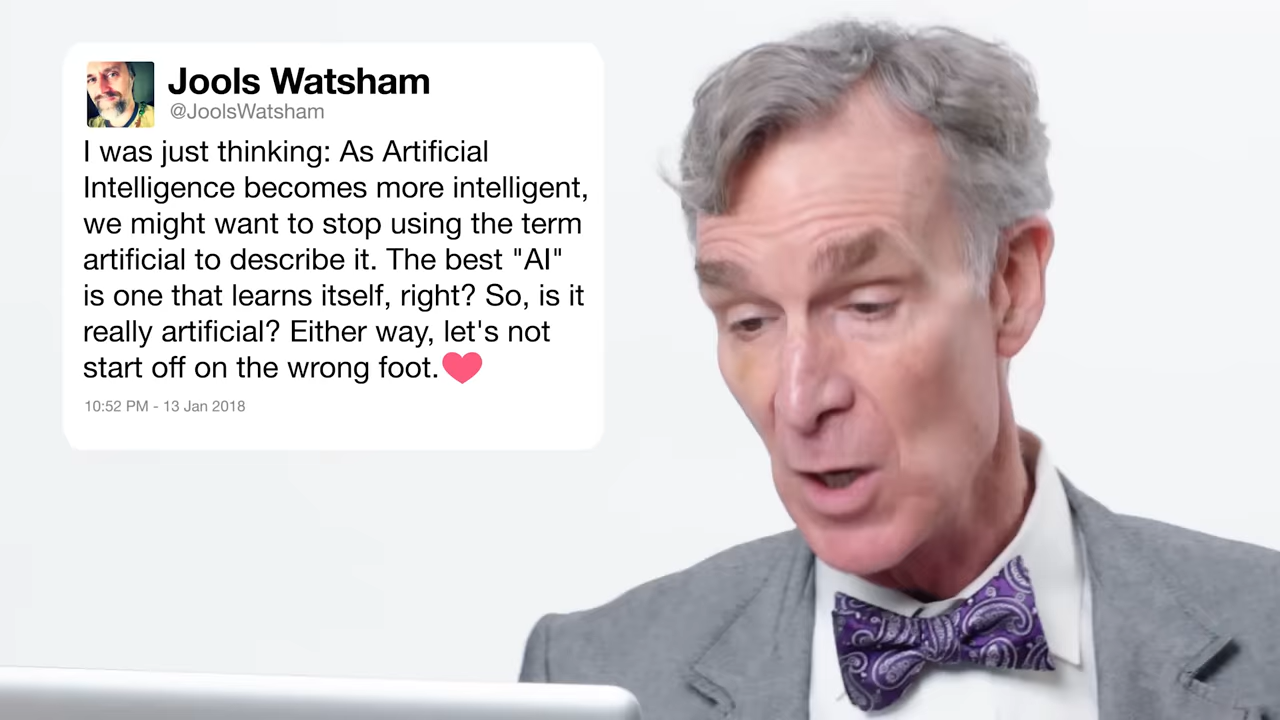 Jools Watsham
@JoolsWatsham
I was just thinking: As Artificial
Intelligence becomes more intelligent,
we might want to stop using the term
artificial to describe it. The best "AI"
is one that learns itself, right? So, is it
really artificial? Either way, let's not
start off on the wrong foot.
10:52 PM - 13 Jan 2018